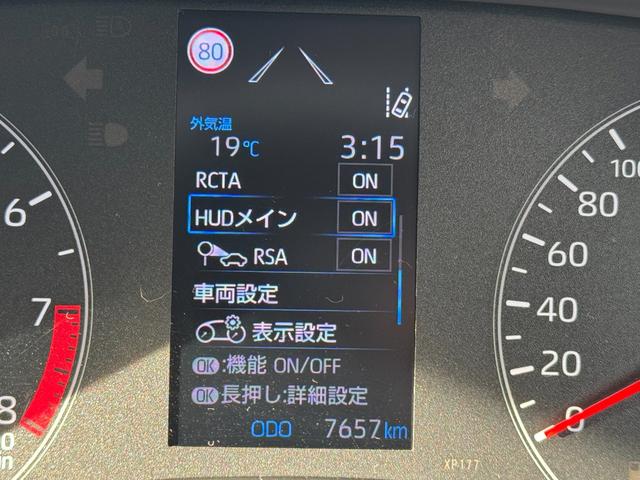 80
外気温
19℃ 3:15
RCTA ON
HUDメイン ON
RSA ON
車両設定
表示設定
OK:機能 ON/OFF
OK:長押し:詳細設定
ODO 7657km
6
7
8
100
80
60
40
20
0
XP177